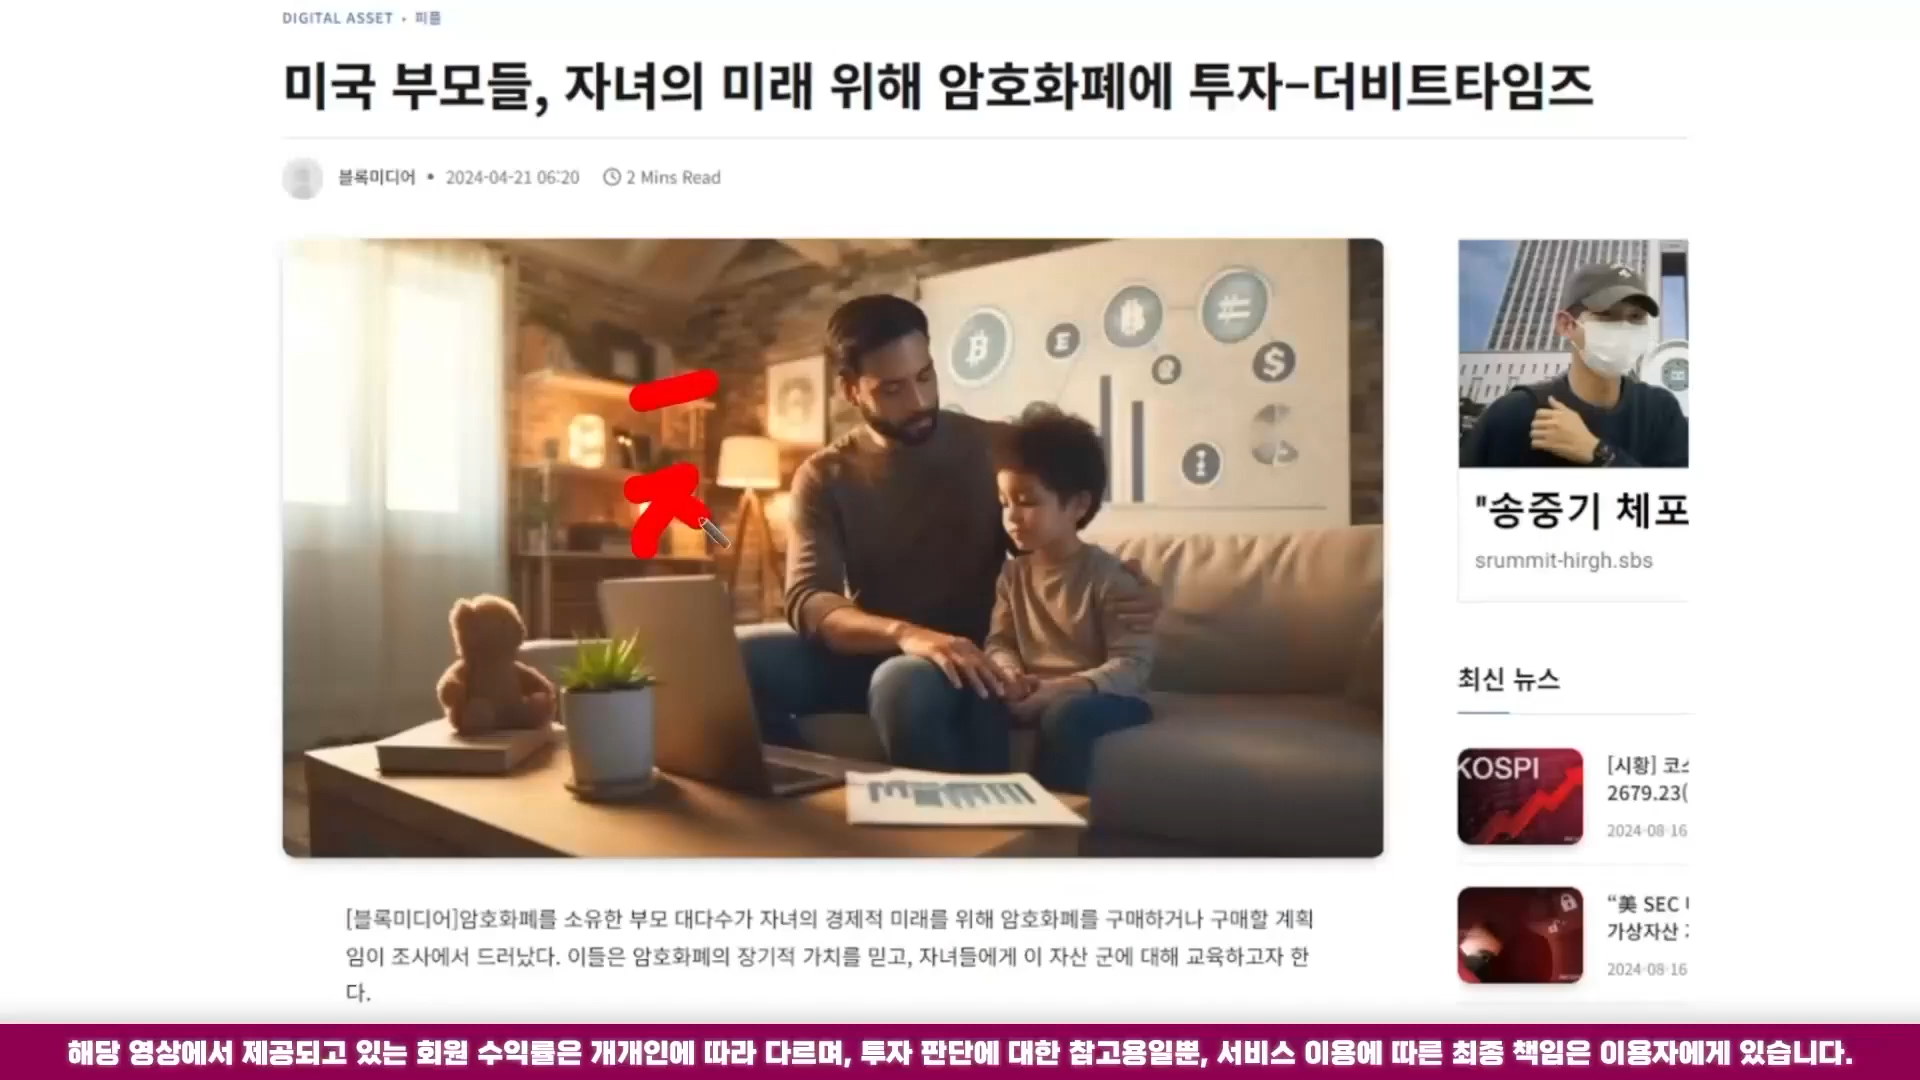 DIGITAL ASSET • 피플
미국 부모들, 자녀의 미래 위해 암호화폐에 투자–더비트타임즈
블록미디어 • 2024-04-21 06:20 2 Mins Read
"송중기 체포
srummit-hirgh.sbs
최신 뉴스
KOSPI
[시황] 코스
2679.23(
2024-08-16
“美 SEC
가상자산
2024-08-16
[블록미디어]암호화폐를 소유한 부모 대다수가 자녀의 경제적 미래를 위해 암호화폐를 구매하거나 구매할 계획
임이 조사에서 드러났다. 이들은 암호화폐의 장기적 가치를 믿고, 자녀들에게 이 자산 군에 대해 교육하고자 한
다.
해당 영상에서 제공되고 있는 회원 수익률은 개개인에 따라 다르며, 투자 판단에 대한 참고용일뿐, 서비스 이용에 따른 최종 책임은 이용자에게 있습니다.